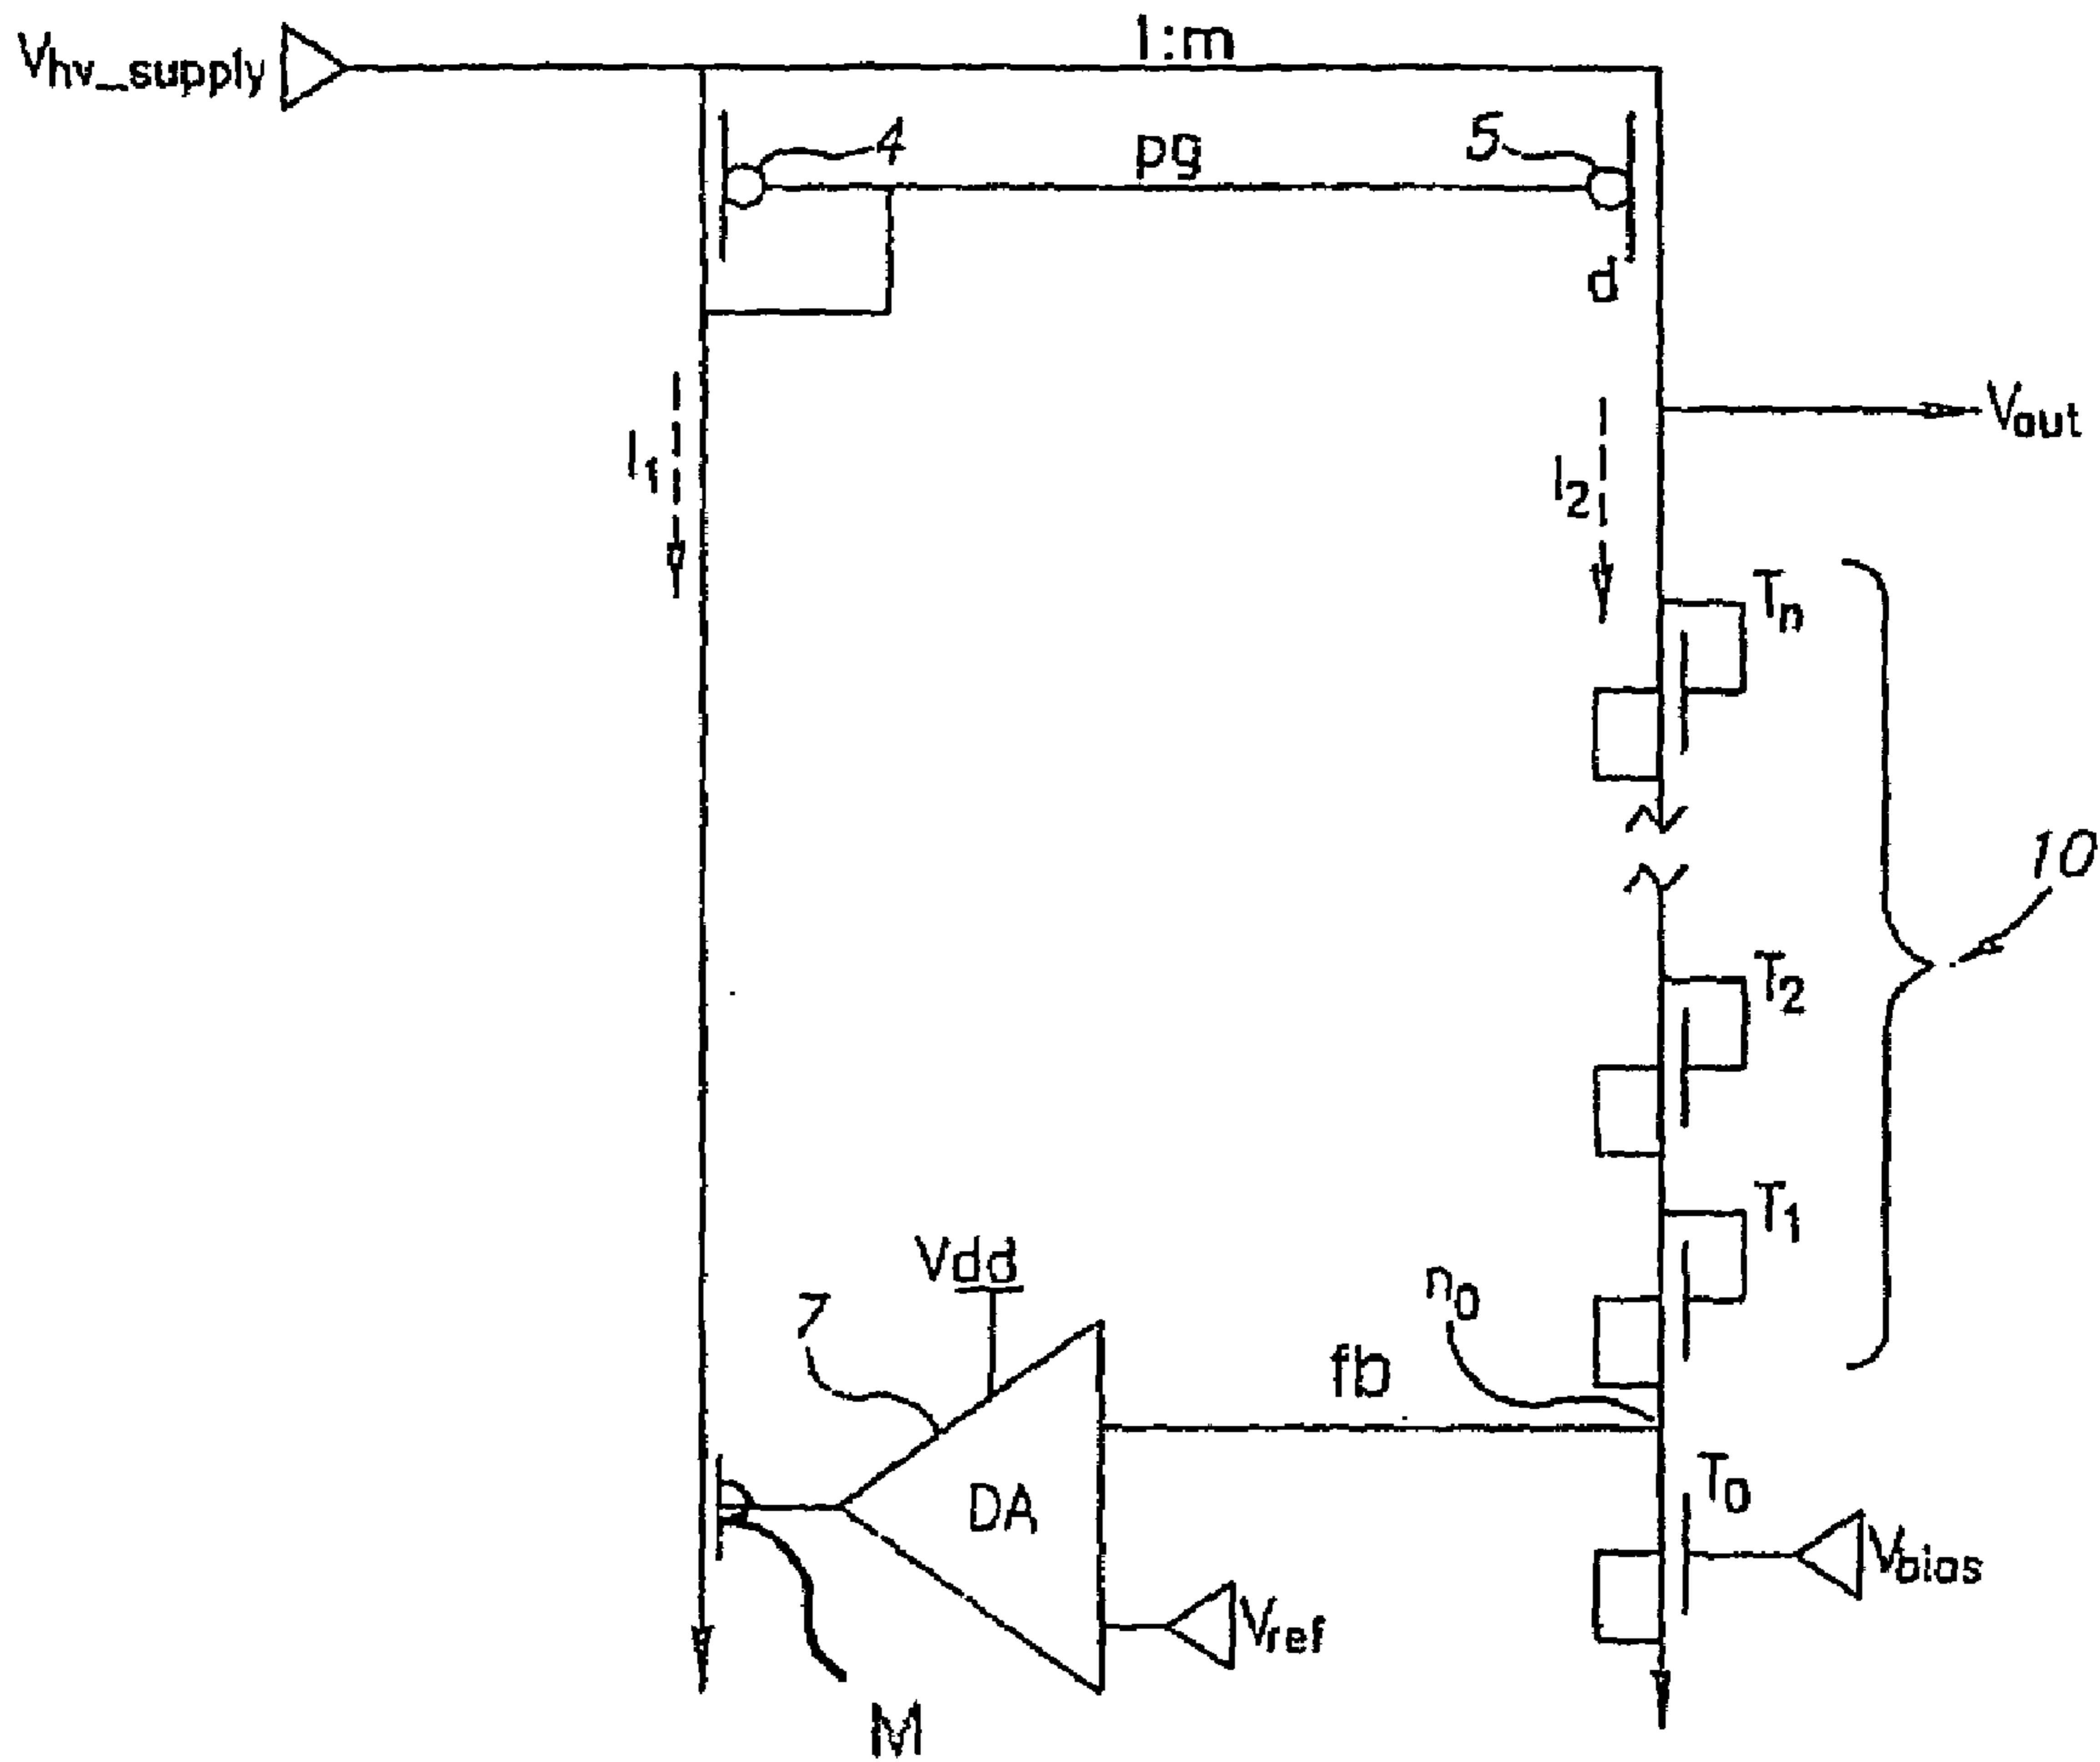 1:m
Vhv_supply
4
pg
5
d
Vout
I1
I2
Tn
10
T2
T1
Vdd
n0
7
fb
T0
DA
Vbias
Vref
M